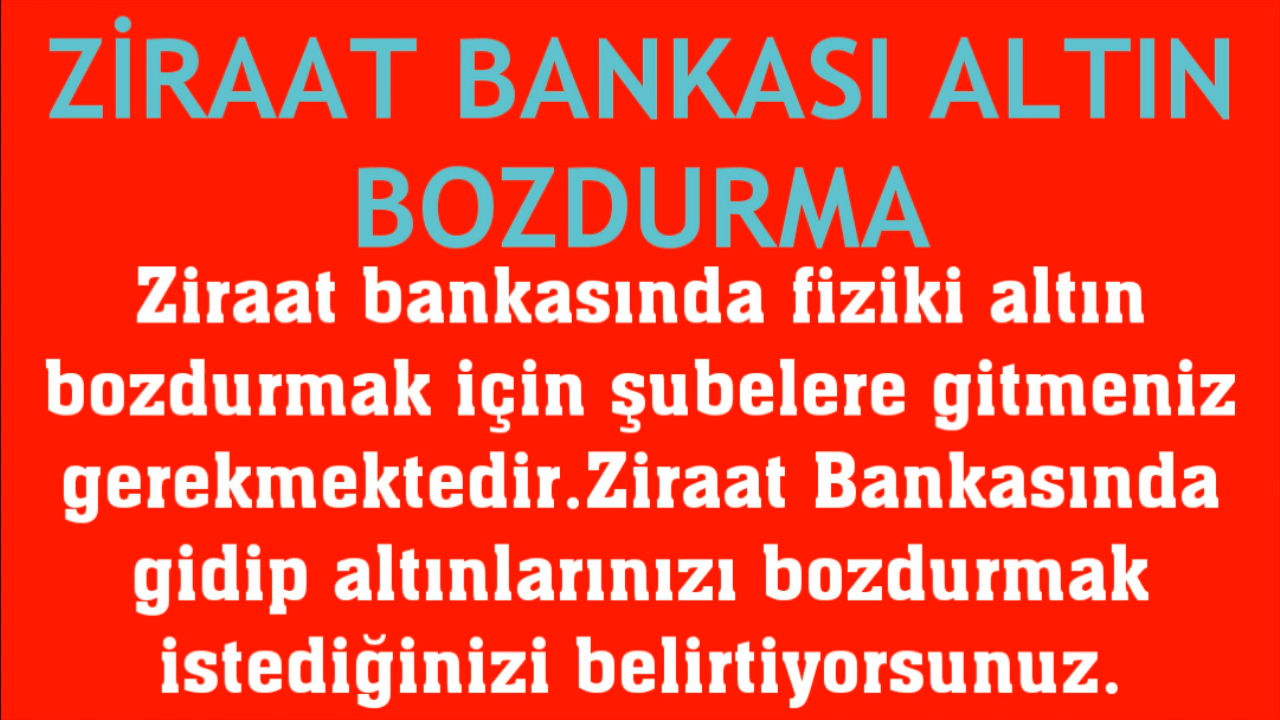 ZİRAAT BANKASI ALTIN
BOZDURMA
Ziraat bankasında fiziki altın
bozdurmak için şubelere gitmeniz
gerekmektedir.Ziraat Bankasında
gidip altınlarınızı bozdurmak
istediğinizi belirtiyorsunuz.